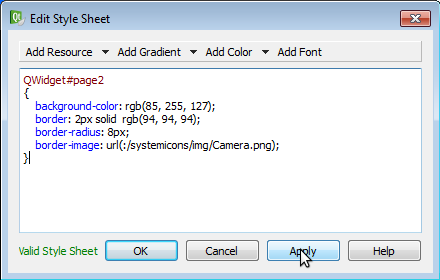 Qt Edit Style Sheet
Add Resource Add Gradient Add Color Add Font
QWidget#page2
{
background-color: rgb(85, 255, 127);
border: 2px solid  rgb(94, 94, 94);
border-radius: 8px;
border-image: url(:/systemicons/img/Camera.png);
}
Valid Style Sheet OK Cancel Apply Help